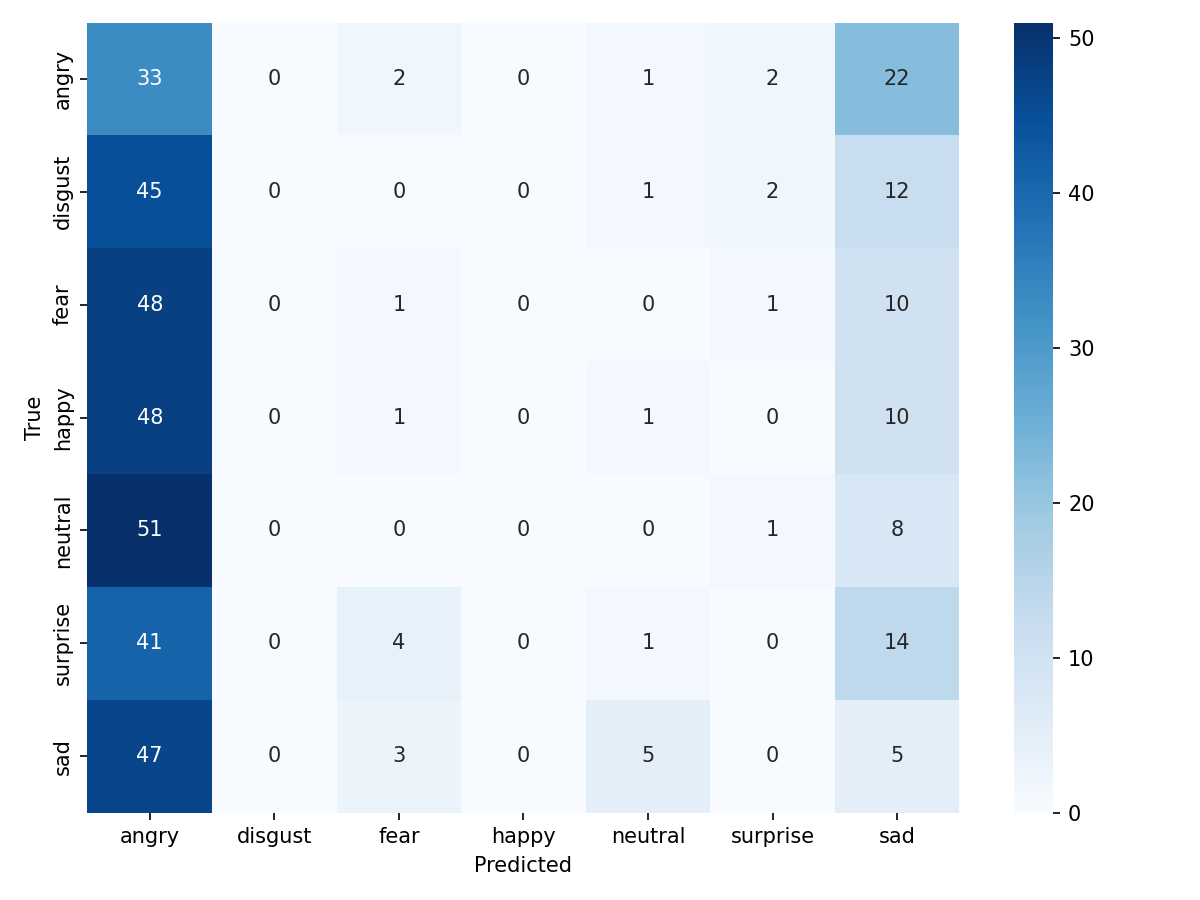 angry 33 0 2 0 1 2 22
disgust 45 0 0 0 1 2 12
fear 48 0 1 0 0 1 10
happy 48 0 1 0 1 0 10
neutral 51 0 0 0 0 1 8
surprise 41 0 4 0 1 0 14
sad 47 0 3 0 5 0 5
True
angry disgust fear happy neutral surprise sad
Predicted
50
40
30
20
10
0